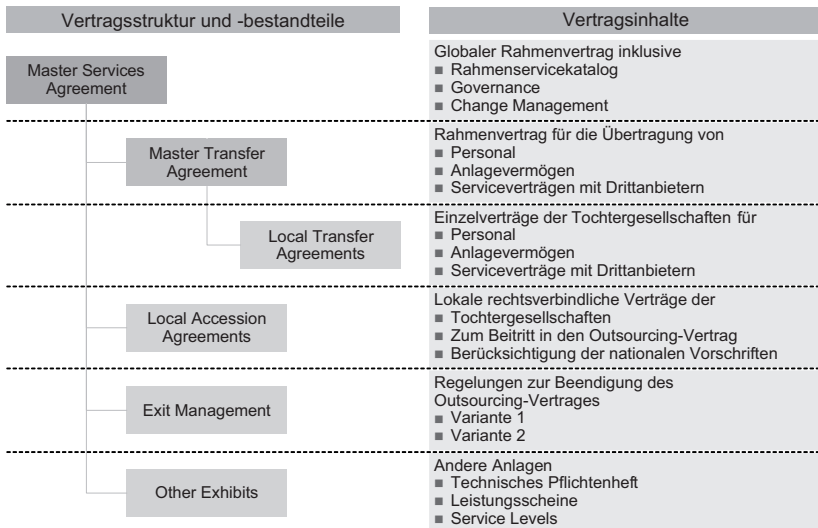 Vertragsstruktur und -bestandteile
Vertragsinhalte
Master Services
Agreement
Globaler Rahmenvertrag inklusive
■ Rahmenservicekatalog
■ Governance
■ Change Management
Master Transfer
Agreement
Rahmenvertrag für die Übertragung von
■ Personal
■ Anlagevermögen
■ Serviceverträgen mit Drittanbietern
Local Transfer
Agreements
Einzelverträge der Tochtergesellschaften für
■ Personal
■ Anlagevermögen
■ Serviceverträge mit Drittanbietern
Local Accession
Agreements
Lokale rechtsverbindliche Verträge der
■ Tochtergesellschaften
■ Zum Beitritt in den Outsourcing-Vertrag
■ Berücksichtigung der nationalen Vorschriften
Exit Management
Regelungen zur Beendigung des
Outsourcing-Vertrages
■ Variante 1
■ Variante 2
Other Exhibits
Andere Anlagen
■ Technisches Pflichtenheft
■ Leistungsscheine
■ Service Levels